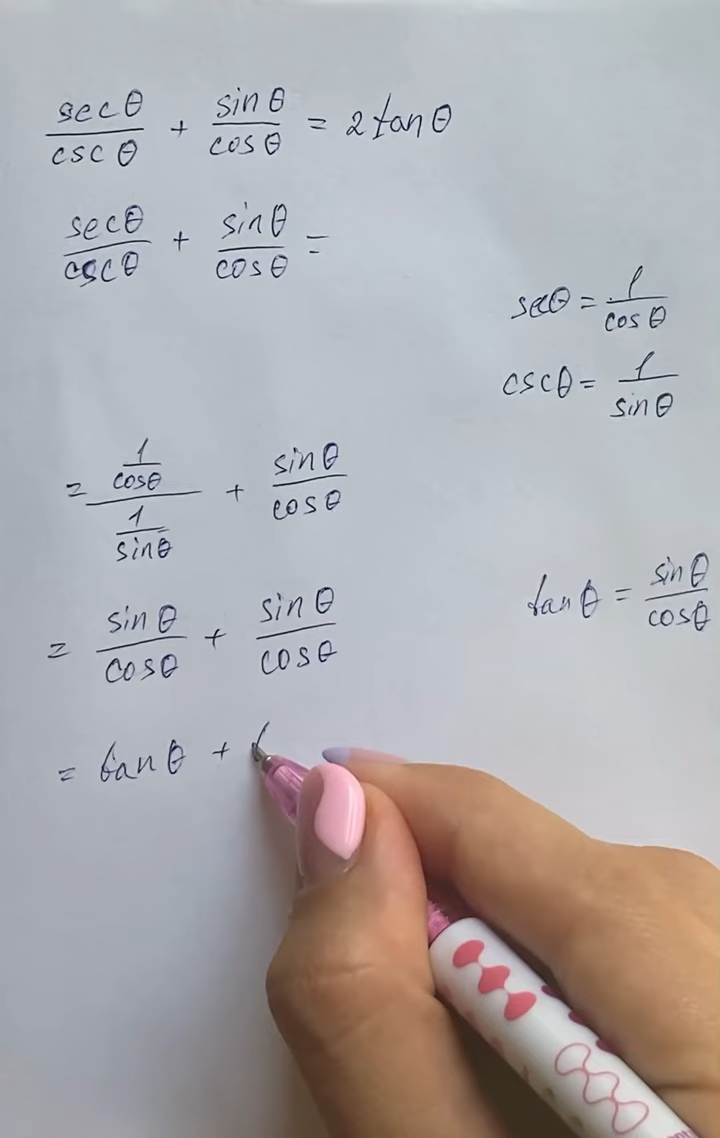 secθ/cscθ + sinθ/cosθ = 2tanθ
secθ/cscθ + sinθ/cosθ =
secθ = 1/cosθ
cscθ = 1/sinθ
= (1/cosθ)/(1/sinθ) + sinθ/cosθ
= sinθ/cosθ + sinθ/cosθ
tanθ = sinθ/cosθ
= tanθ +